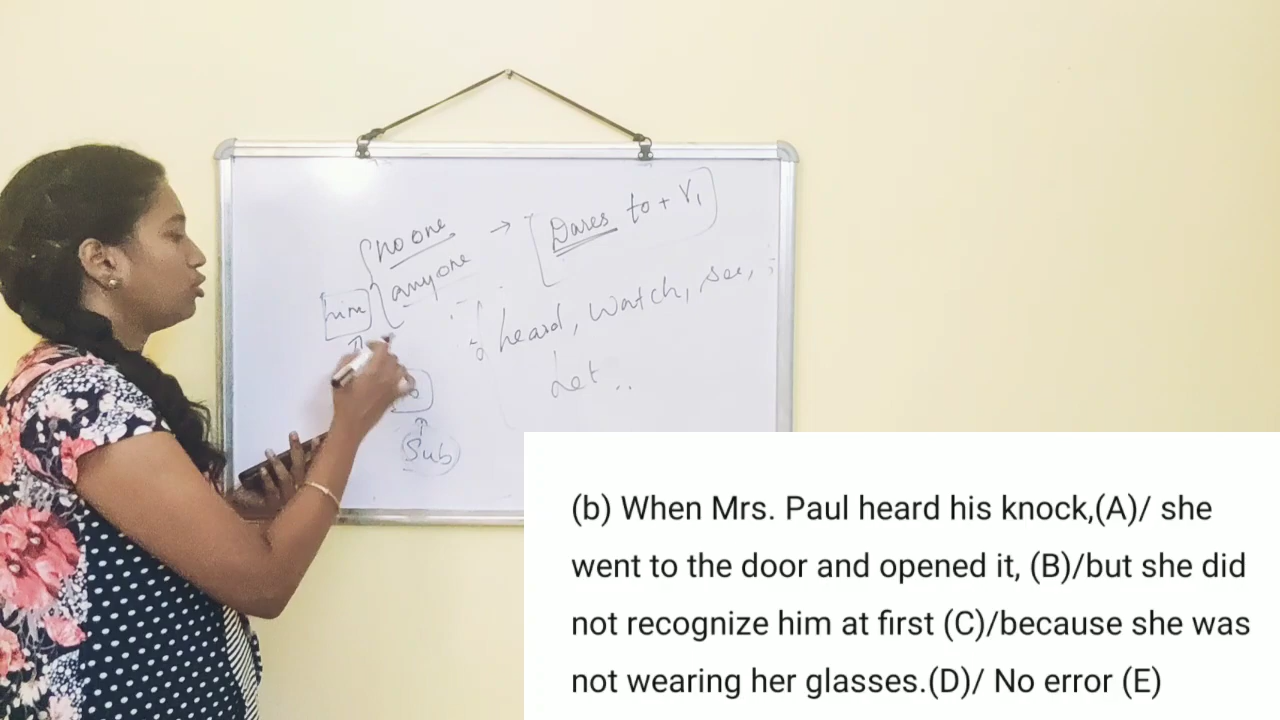 no one → Dares to + V1
anyone
him
heard, watch, see,
Let ..
Sub
(b) When Mrs. Paul heard his knock,(A)/ she
went to the door and opened it, (B)/but she did
not recognize him at first (C)/because she was
not wearing her glasses.(D)/ No error (E)